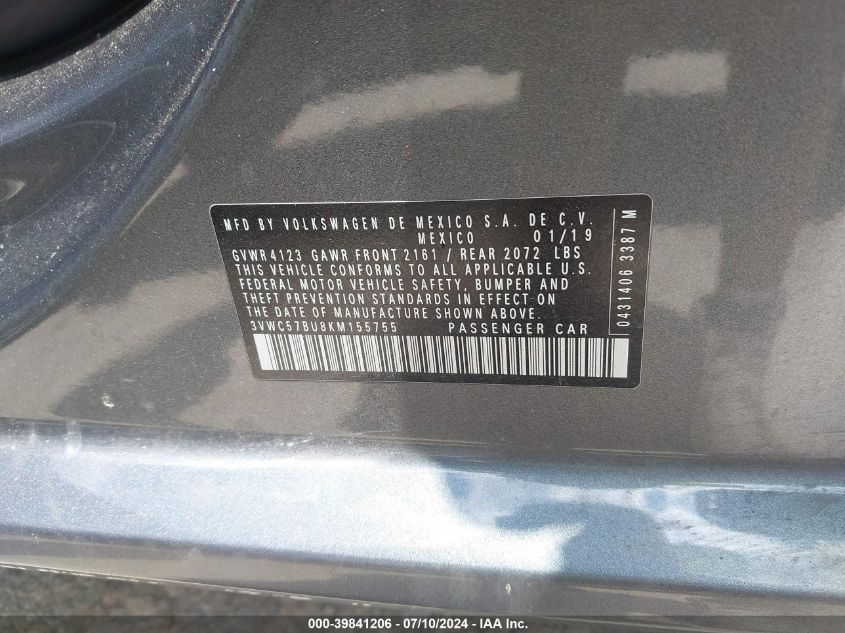 MFD BY VOLKSWAGEN DE MEXICO S.A. DE C.V.
MEXICO 01/19
GVWR 4123 GAWR FRONT 2161 / REAR 2072 LBS
THIS VEHICLE CONFORMS TO ALL APPLICABLE U.S.
FEDERAL MOTOR VEHICLE SAFETY, BUMPER AND
THEFT PREVENTION STANDARDS IN EFFECT ON
THE DATE OF MANUFACTURE SHOWN ABOVE.
3VWC57BU8KM155755 PASSENGER CAR
0431406 3387 M
000-39841206 - 07/10/2024 - IAA Inc.